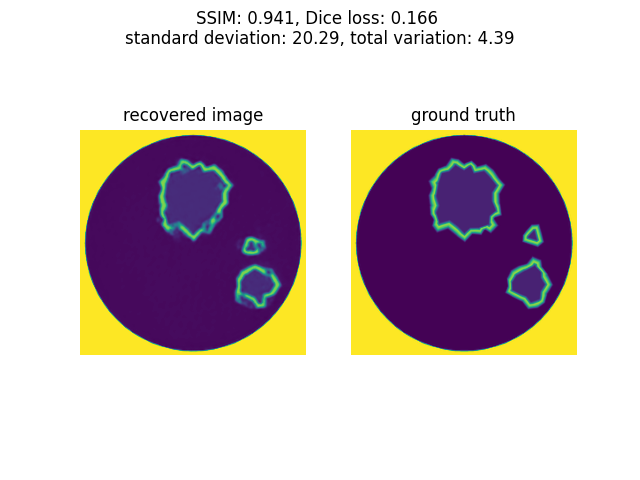 SSIM: 0.941, Dice loss: 0.166
standard deviation: 20.29, total variation: 4.39
recovered image
ground truth